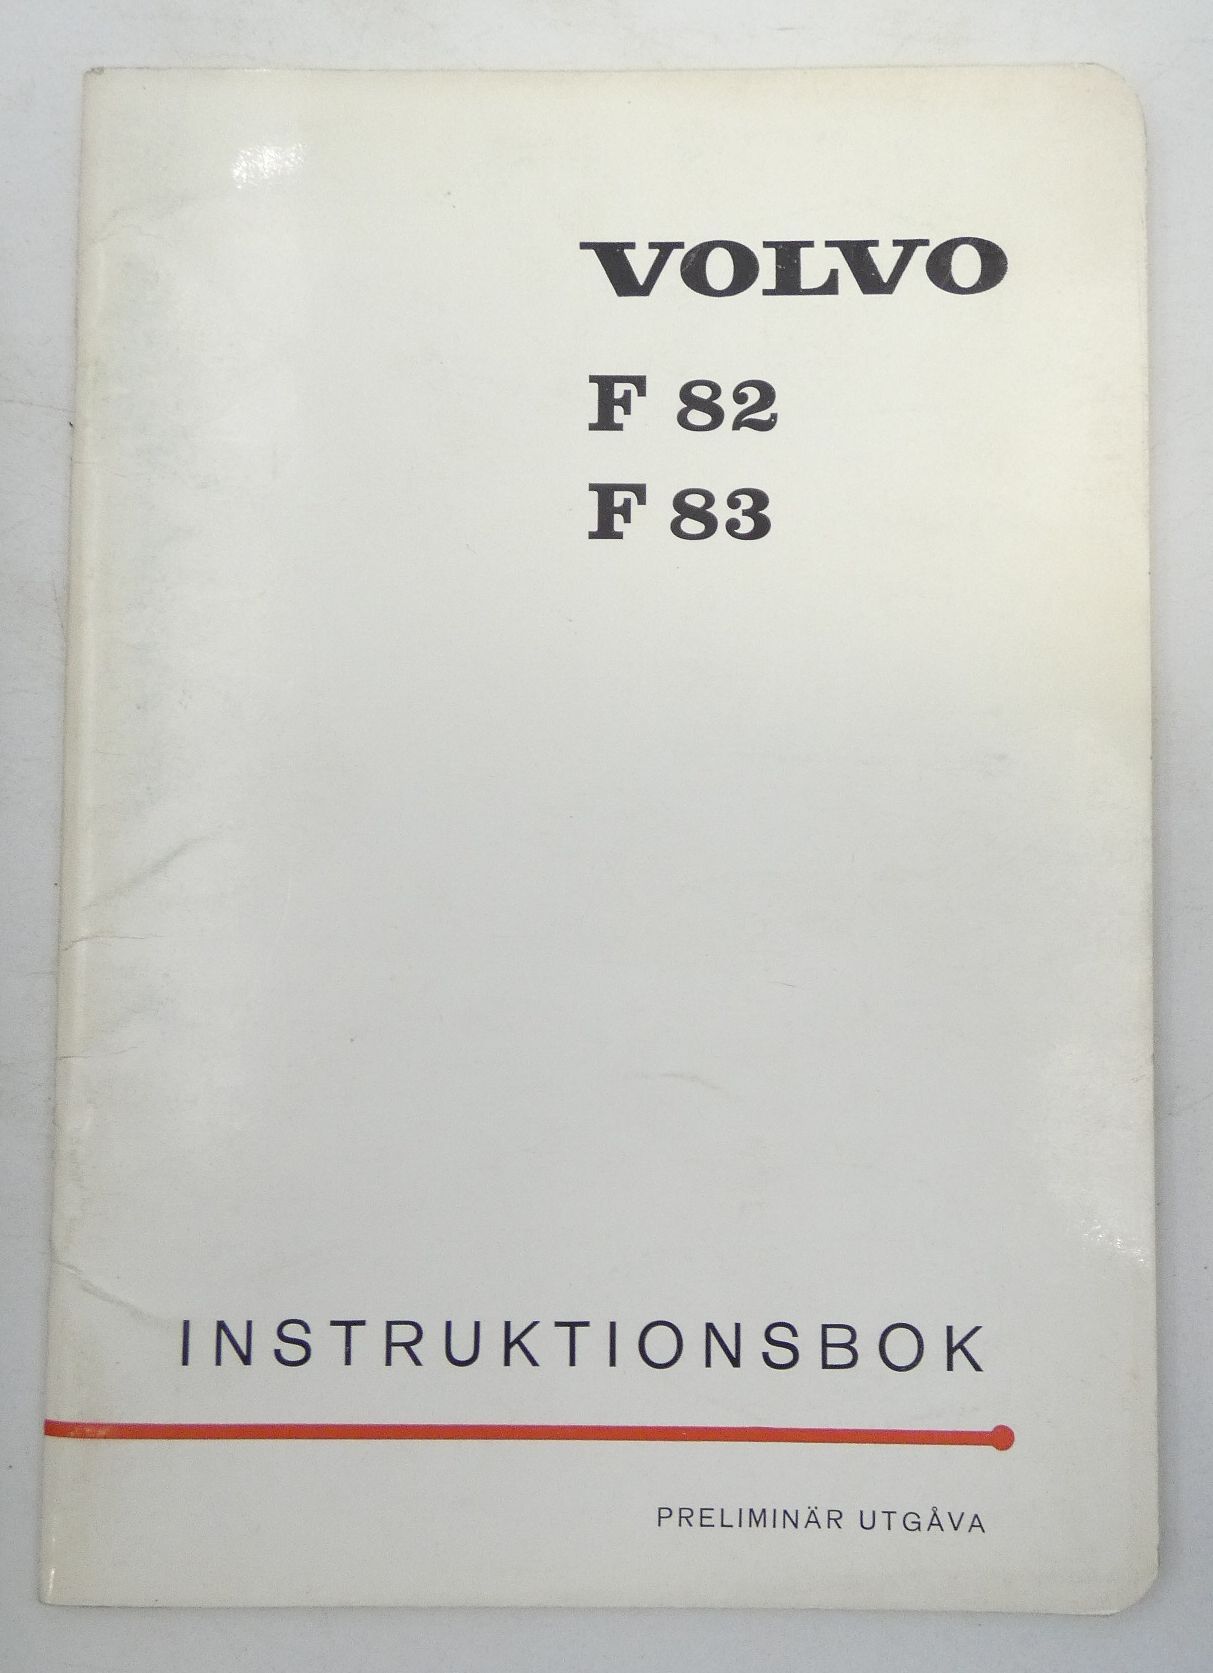 VOLVO
F 82
F 83
INSTRUKTIONSBOK
PRELIMINÄR UTGÅVA